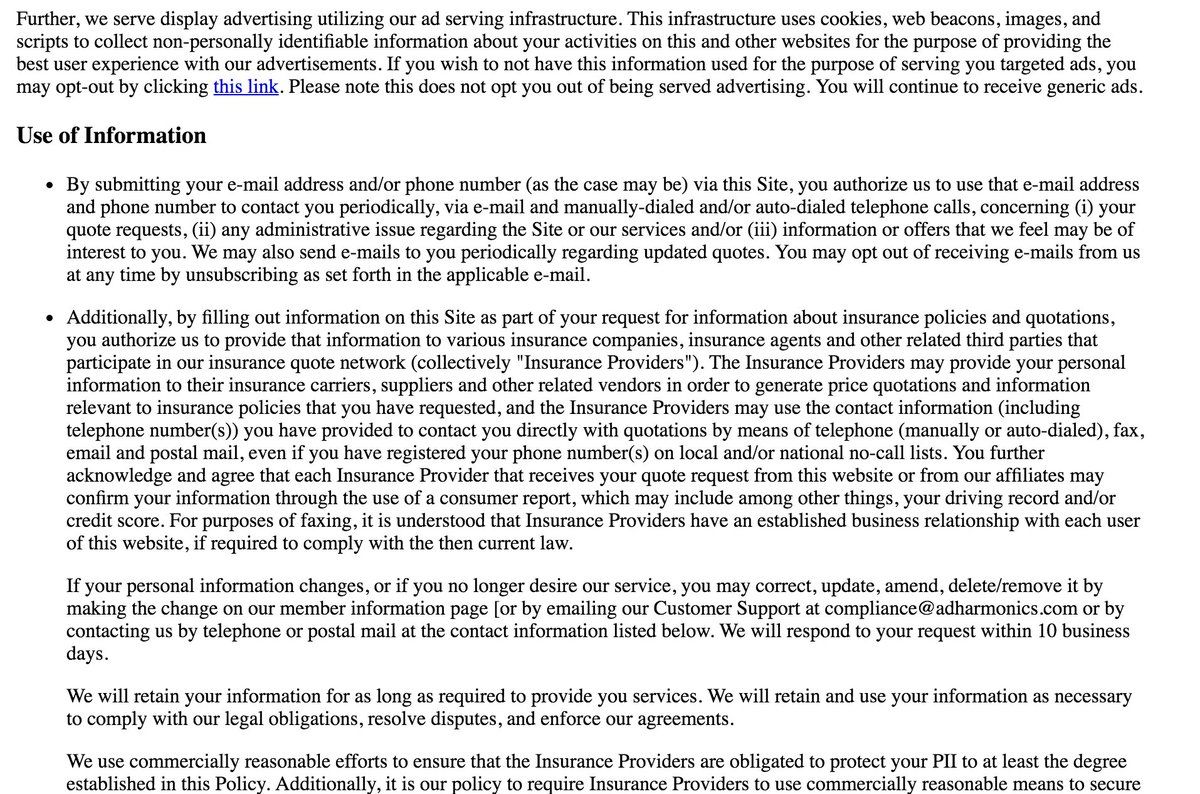 Further, we serve display advertising utilizing our ad serving infrastructure. This infrastructure uses cookies, web beacons, images, and
scripts to collect non-personally identifiable information about your activities on this and other websites for the purpose of providing the
best user experience with our advertisements. If you wish to not have this information used for the purpose of serving you targeted ads, you
may opt-out by clicking this link. Please note this does not opt you out of being served advertising. You will continue to receive generic ads.
Use of Information
• By submitting your e-mail address and/or phone number (as the case may be) via this Site, you authorize us to use that e-mail address
and phone number to contact you periodically, via e-mail and manually-dialed and/or auto-dialed telephone calls, concerning (i) your
quote requests, (ii) any administrative issue regarding the Site or our services and/or (iii) information or offers that we feel may be of
interest to you. We may also send e-mails to you periodically regarding updated quotes. You may opt out of receiving e-mails from us
at any time by unsubscribing as set forth in the applicable e-mail.
• Additionally, by filling out information on this Site as part of your request for information about insurance policies and quotations,
you authorize us to provide that information to various insurance companies, insurance agents and other related third parties that
participate in our insurance quote network (collectively "Insurance Providers"). The Insurance Providers may provide your personal
information to their insurance carriers, suppliers and other related vendors in order to generate price quotations and information
relevant to insurance policies that you have requested, and the Insurance Providers may use the contact information (including
telephone number(s)) you have provided to contact you directly with quotations by means of telephone (manually or auto-dialed), fax,
email and postal mail, even if you have registered your phone number(s) on local and/or national no-call lists. You further
acknowledge and agree that each Insurance Provider that receives your quote request from this website or from our affiliates may
confirm your information through the use of a consumer report, which may include among other things, your driving record and/or
credit score. For purposes of faxing, it is understood that Insurance Providers have an established business relationship with each user
of this website, if required to comply with the then current law.
If your personal information changes, or if you no longer desire our service, you may correct, update, amend, delete/remove it by
making the change on our member information page [or by emailing our Customer Support at compliance@adharmonics.com or by
contacting us by telephone or postal mail at the contact information listed below. We will respond to your request within 10 business
days.
We will retain your information for as long as required to provide you services. We will retain and use your information as necessary
to comply with our legal obligations, resolve disputes, and enforce our agreements.
We use commercially reasonable efforts to ensure that the Insurance Providers are obligated to protect your PII to at least the degree
established in this Policy. Additionally, it is our policy to require Insurance Providers to use commercially reasonable means to secure